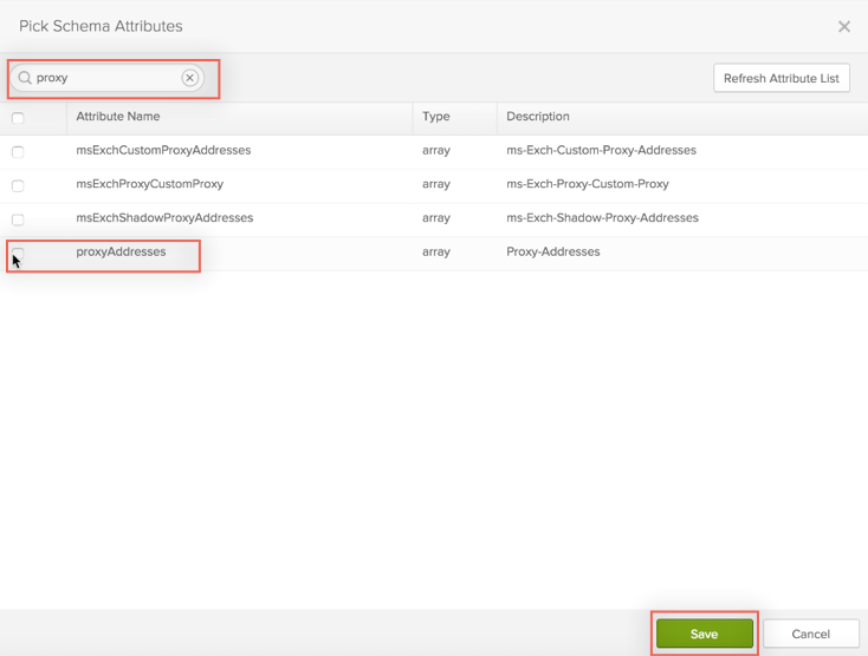 Pick Schema Attributes
proxy
Refresh Attribute List
Attribute Name Type Description
msExchCustomProxyAddresses array ms-Exch-Custom-Proxy-Addresses
msExchProxyCustomProxy array ms-Exch-Proxy-Custom-Proxy
msExchShadowProxyAddresses array ms-Exch-Shadow-Proxy-Addresses
proxyAddresses array Proxy-Addresses
Save Cancel